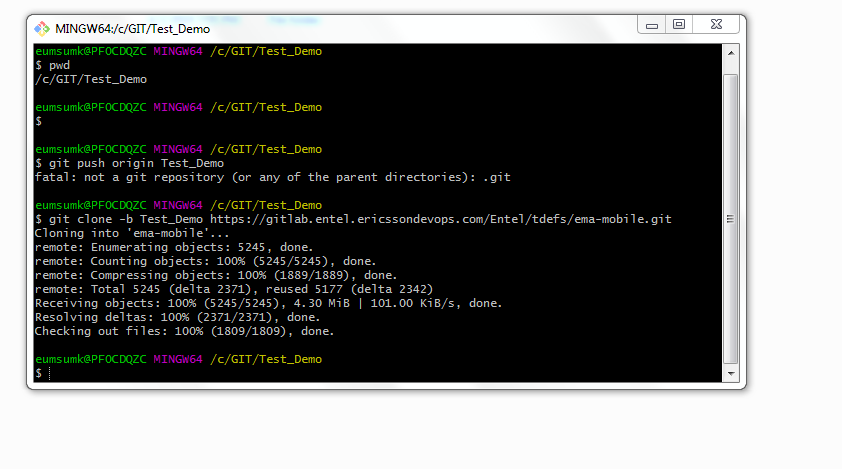 MINGW64:/c/GIT/Test_Demo
eumsumk@PF0CDQZC MINGW64 /c/GIT/Test_Demo
$ pwd
/c/GIT/Test_Demo
eumsumk@PF0CDQZC MINGW64 /c/GIT/Test_Demo
$
eumsumk@PF0CDQZC MINGW64 /c/GIT/Test_Demo
$ git push origin Test_Demo
fatal: not a git repository (or any of the parent directories): .git
eumsumk@PF0CDQZC MINGW64 /c/GIT/Test_Demo
$ git clone -b Test_Demo https://gitlab.entel.ericssondevops.com/Entel/tdefs/ema-mobile.git
Cloning into 'ema-mobile'...
remote: Enumerating objects: 5245, done.
remote: Counting objects: 100% (5245/5245), done.
remote: Compressing objects: 100% (1889/1889), done.
remote: Total 5245 (delta 2371), reused 5177 (delta 2342)
Receiving objects: 100% (5245/5245), 4.30 MiB | 101.00 KiB/s, done.
Resolving deltas: 100% (2371/2371), done.
Checking out files: 100% (1809/1809), done.
eumsumk@PF0CDQZC MINGW64 /c/GIT/Test_Demo
$